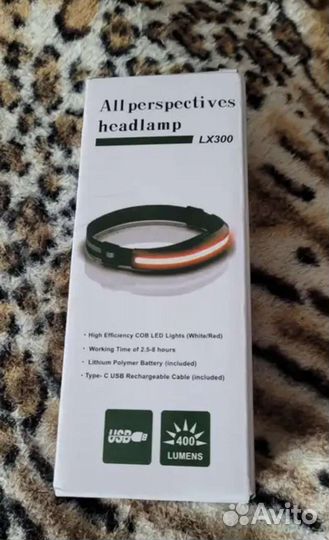 All perspectives
headlamp
LX300
· High Efficiency COB LED Lights (White/Red)
· Working Time of 2.5-8 hours
· Lithium Polymer Battery (included)
· Type- C USB Rechargeable Cable (included)
USB
400
LUMENS
Avito